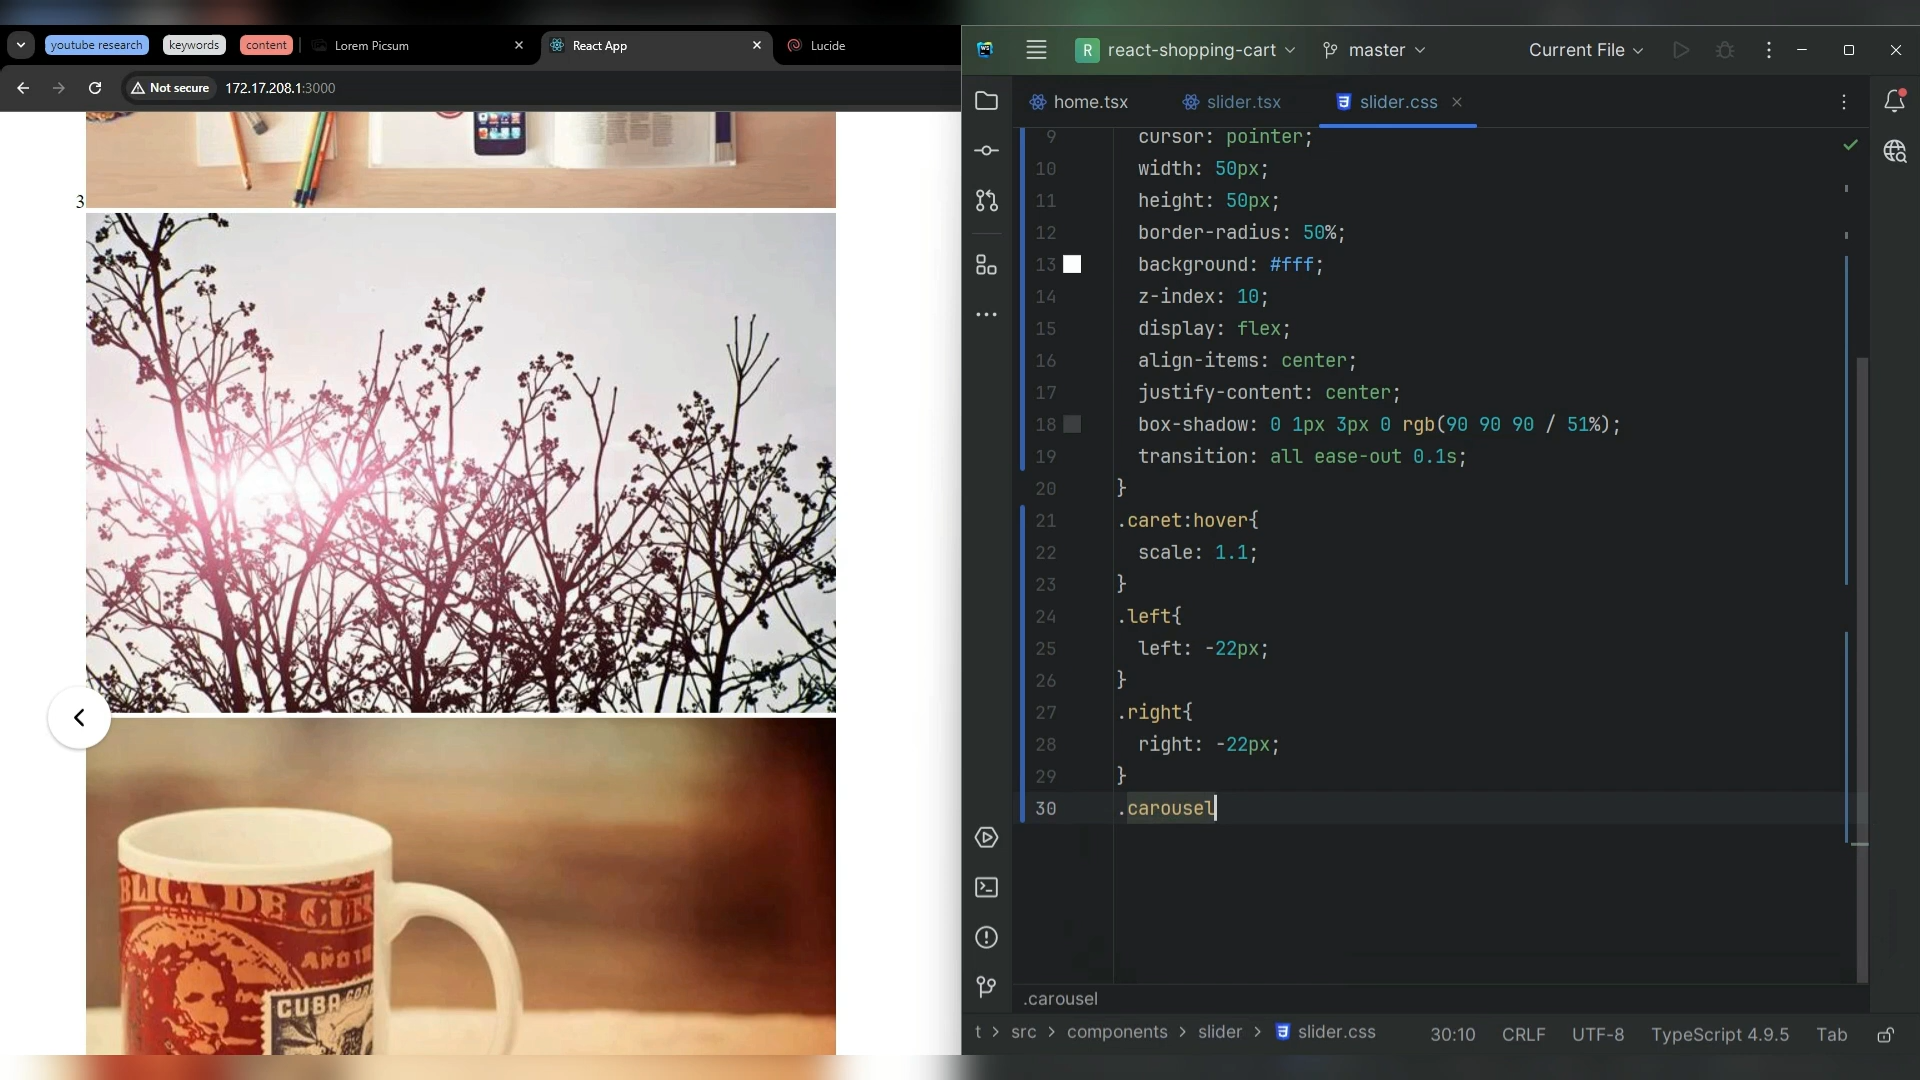 youtube research
keywords
content
Lorem Picsum
React App
Lucide
Not secure
172.17.208.1:3000
3
CUBA
R
react-shopping-cart
master
Current File
home.tsx
slider.tsx
slider.css
9 cursor: pointer;
10 width: 50px;
11 height: 50px;
12 border-radius: 50%;
13 background: #fff;
14 z-index: 10;
15 display: flex;
16 align-items: center;
17 justify-content: center;
18 box-shadow: 0 1px 3px 0 rgb(90 90 90 / 51%);
19 transition: all ease-out 0.1s;
20 }
21 .caret:hover{
22 scale: 1.1;
23 }
24 .left{
25 left: -22px;
26 }
27 .right{
28 right: -22px;
29 }
30 .carousel
.carousel
t > src > components > slider > slider.css
30:10
CRLF
UTF-8
TypeScript 4.9.5
Tab